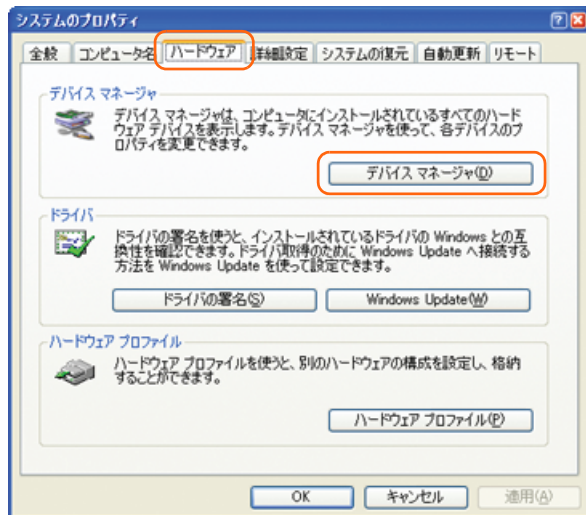 システムのプロパティ
全般 コンピュータ名 ハードウェア 詳細設定 システムの復元 自動更新 リモート
デバイス マネージャ
デバイス マネージャは、コンピュータにインストールされているすべてのハード
ウェア デバイスを表示します。デバイス マネージャを使って、各デバイスのプ
ロパティを変更できます。
デバイス マネージャ(D)
ドライバ
ドライバの署名を使うと、インストールされているドライバの Windows との互
換性を確認できます。ドライバ取得のために Windows Update へ接続する
方法を Windows Update を使って設定できます。
ドライバの署名(S) Windows Update(W)
ハードウェア プロファイル
ハードウェア プロファイルを使うと、別のハードウェアの構成を設定し、格納
することができます。
ハードウェア プロファイル(P)
OK キャンセル 適用(A)